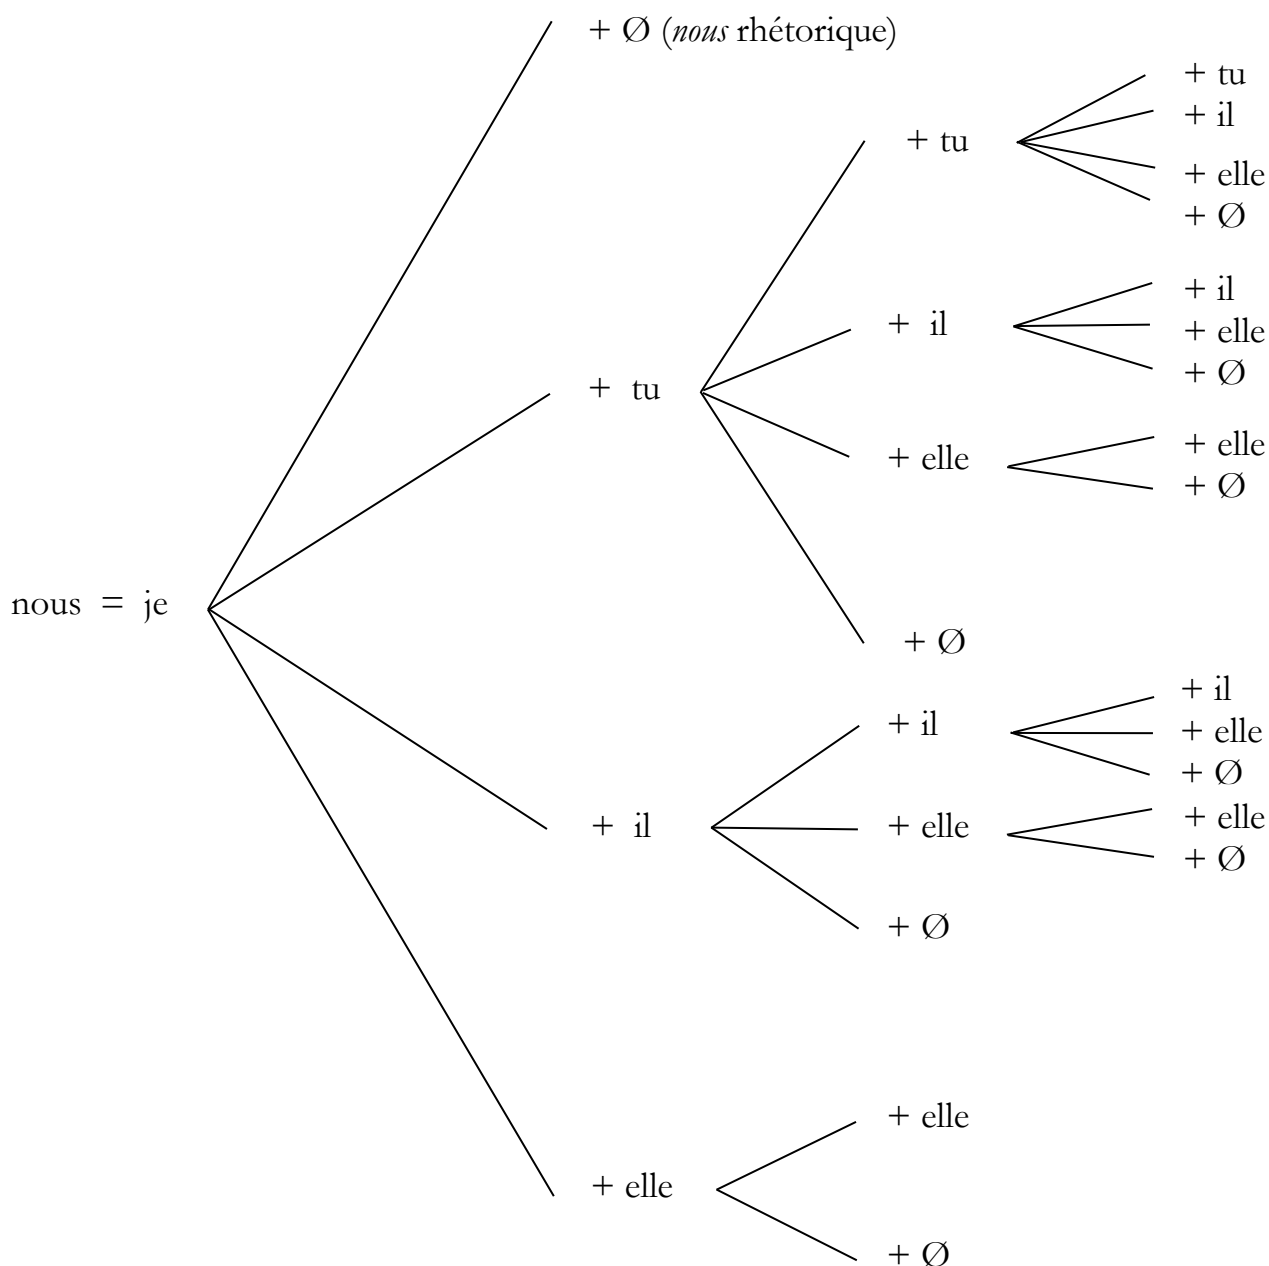 + Ø (nous rhétorique)
+ tu
+ tu
+ il
+ elle
+ Ø
+ tu
+ il
+ il
+ elle
+ Ø
+ elle
+ elle
+ Ø
+ tu
nous = je
+ Ø
+ il
+ il
+ elle
+ Ø
+ il
+ elle
+ elle
+ Ø
+ Ø
+ elle
+ elle
+ Ø